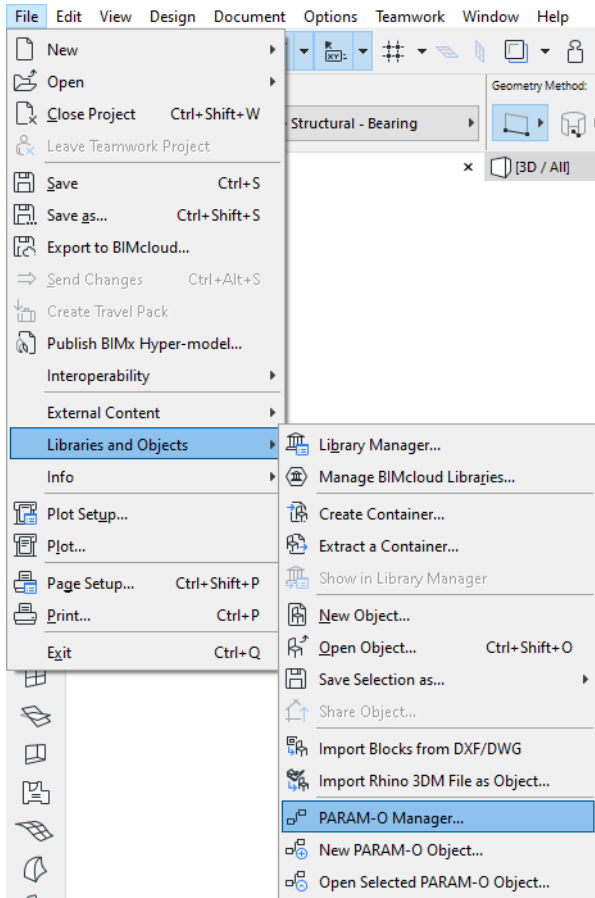 File Edit View Design Document Options Teamwork Window Help
New
Open
Close Project Ctrl+Shift+W
Leave Teamwork Project
Save Ctrl+S
Save as... Ctrl+Shift+S
Export to BIMcloud...
Send Changes Ctrl+Alt+S
Create Travel Pack
Publish BIMx Hyper-model...
Interoperability
External Content
Libraries and Objects
Info
Plot Setup...
Plot...
Page Setup... Ctrl+Shift+P
Print... Ctrl+P
Exit Ctrl+Q
XY:
Geometry Method:
Structural - Bearing
[3D / All]
Library Manager...
Manage BIMcloud Libraries...
Create Container...
Extract a Container...
Show in Library Manager
New Object...
Open Object... Ctrl+Shift+O
Save Selection as...
Share Object...
Import Blocks from DXF/DWG
Import Rhino 3DM File as Object...
PARAM-O Manager...
New PARAM-O Object...
Open Selected PARAM-O Object...